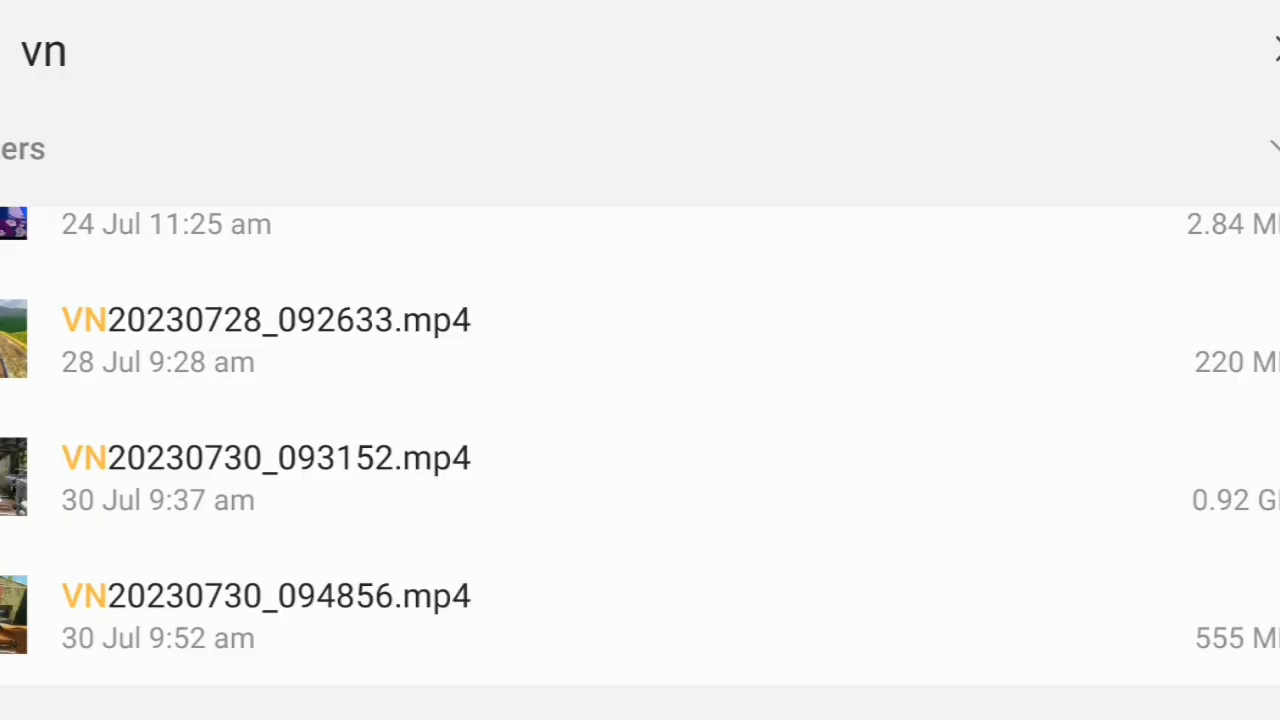 vn
ers
24 Jul 11:25 am
2.84 M
VN20230728_092633.mp4
28 Jul 9:28 am
220 M
VN20230730_093152.mp4
30 Jul 9:37 am
0.92 G
VN20230730_094856.mp4
30 Jul 9:52 am
555 M